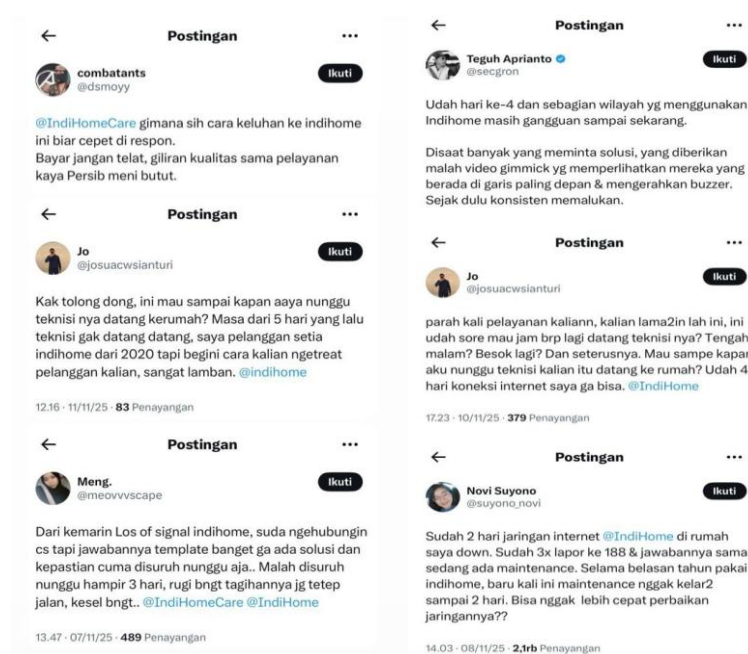 Postingan
combatants
@dsmoyy
Ikuti
@IndiHomeCare gimana sih cara keluhan ke indihome
ini biar cepet di respon.
Bayar jangan telat, giliran kualitas sama pelayanan
kaya Persib meni butut.
Postingan
Jo
@josuacwsianturi
Ikuti
Kak tolong dong, ini mau sampai kapan aaya nunggu
teknisi nya datang kerumah? Masa dari 5 hari yang lalu
teknisi gak datang datang, saya pelanggan setia
indihome dari 2020 tapi begini cara kalian ngetreat
pelanggan kalian, sangat lamban. @indihome
12.16 · 11/11/25 · 83 Penayangan
Postingan
Meng.
@meovvvscape
Ikuti
Dari kemarin Los of signal indihome, suda ngehubungin
cs tapi jawabannya template banget ga ada solusi dan
kepastian cuma disuruh nunggu aja.. Malah disuruh
nunggu hampir 3 hari, rugi bngt tagihannya jg tetep
jalan, kesel bngt.. @IndiHomeCare @IndiHome
13.47 · 07/11/25 · 489 Penayangan
Postingan
Teguh Aprianto
@secgron
Ikuti
Udah hari ke-4 dan sebagian wilayah yg menggunakan
Indihome masih gangguan sampai sekarang.
Disaat banyak yang meminta solusi, yang diberikan
malah video gimmick yg memperlihatkan mereka yang
berada di garis paling depan & mengerahkan buzzer.
Sejak dulu konsisten memalukan.
Postingan
Jo
@josuacwsianturi
Ikuti
parah kali pelayanan kaliann, kalian lama2in lah ini, ini
udah sore mau jam brp lagi datang teknisi nya? Tengah
malam? Besok lagi? Dan seterusnya. Mau sampe kapan
aku nunggu teknisi kalian itu datang ke rumah? Udah 4
hari koneksi internet saya ga bisa. @IndiHome
17.23 · 10/11/25 · 379 Penayangan
Postingan
Novi Suyono
@suyono_novi
Ikuti
Sudah 2 hari jaringan internet @IndiHome di rumah
saya down. Sudah 3x lapor ke 188 & jawabannya sama
sedang ada maintenance. Selama belasan tahun pakai
indihome, baru kali ini maintenance nggak kelar2
sampai 2 hari. Bisa nggak lebih cepat perbaikan
jaringannya??
14.03 · 08/11/25 · 2,1rb Penayangan